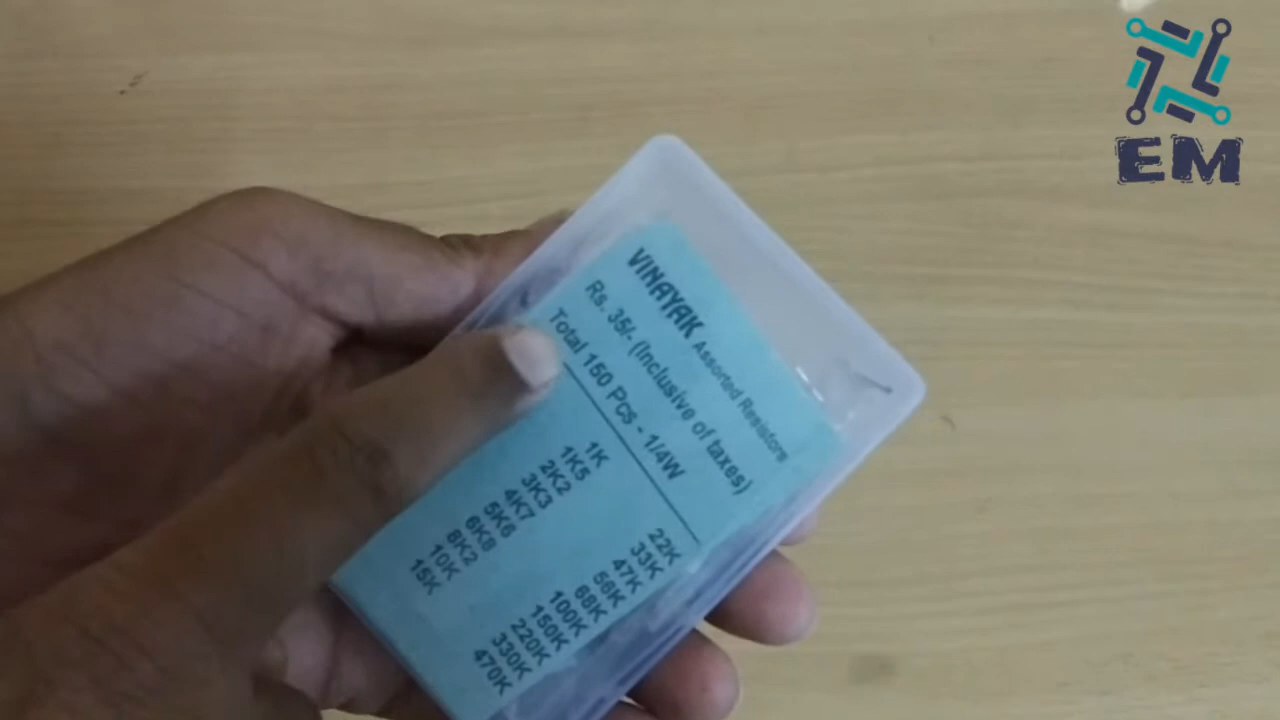 EM
VINAYAK Assorted Resistors
Rs. 35/- (Inclusive of taxes)
Total 150 Pcs - 1/4W
1K
1K5
2K2
3K3
4K7
5K6
6K8
8K2
10K
15K
22K
33K
47K
56K
68K
100K
150K
220K
330K
470K